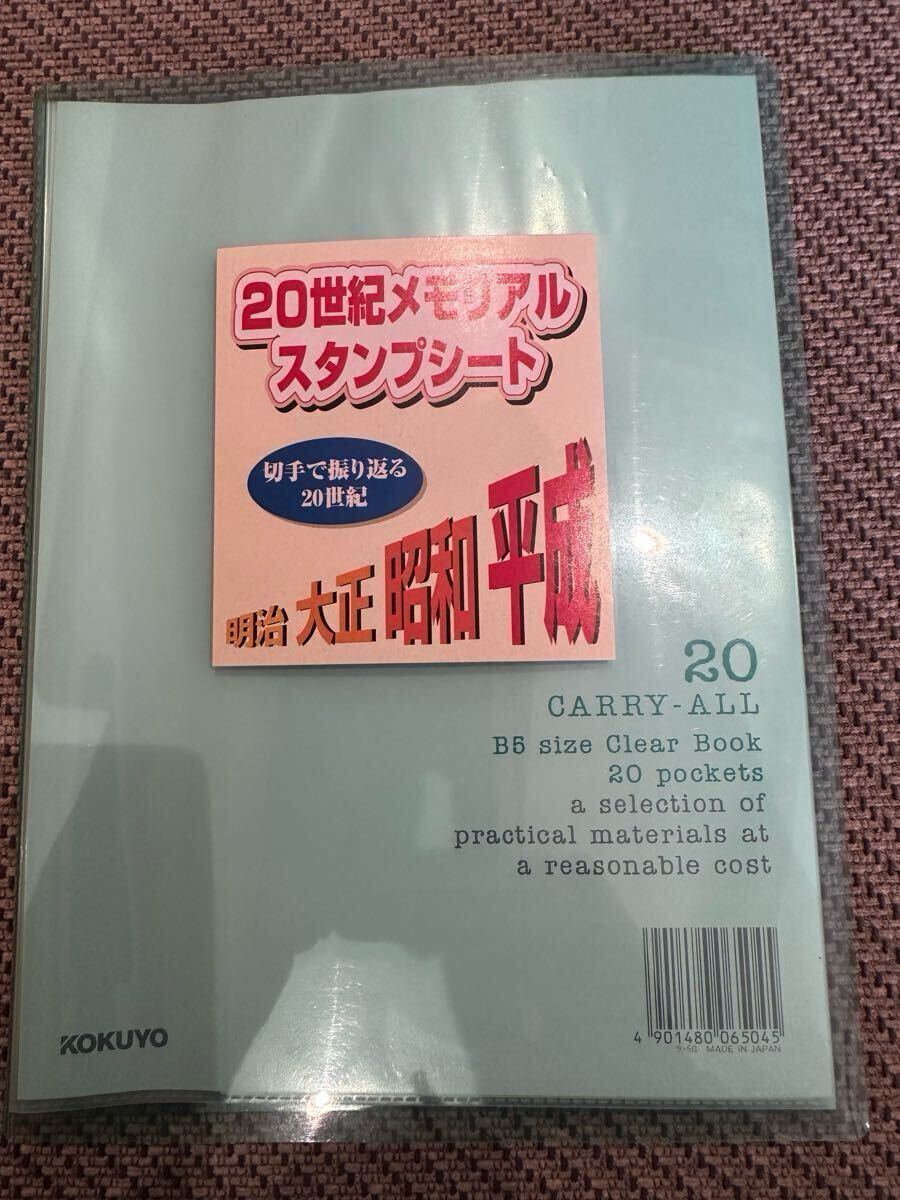 20世紀メモリアル
スタンプシート
切手で振り返る
20世紀
明治 大正 昭和 平成
20
CARRY-ALL
B5 size Clear Book
20 pockets
a selection of
practical materials at
a reasonable cost
4 901480 065045
ラ-5G MADE IN JAPAN
KOKUYO